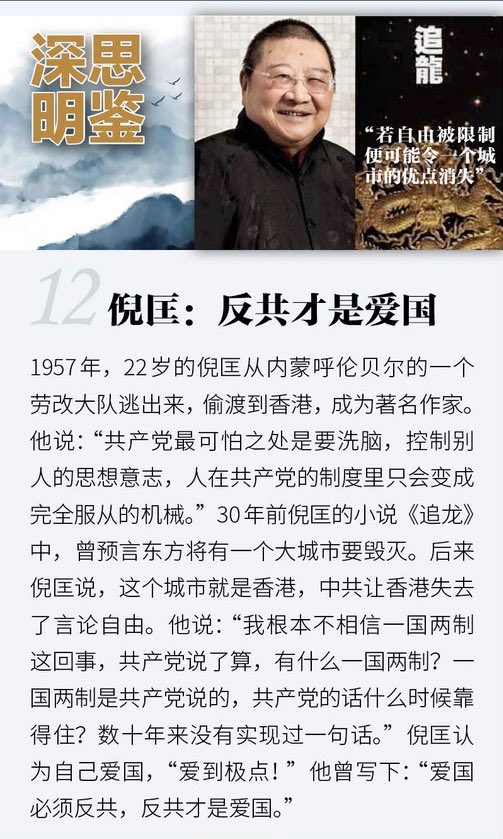 深思
明鉴
追龍
“若自由被限制
便可能令一个城
市的优点消失”
12 倪匡：反共才是爱国
1957年，22岁的倪匡从内蒙呼伦贝尔的一个
劳改大队逃出来，偷渡到香港，成为著名作家。
他说：“共产党最可怕之处是要洗脑，控制别
人的思想意志，人在共产党的制度里只会变成
完全服从的机械。”30年前倪匡的小说《追龙》
中，曾预言东方将有一个大城市要毁灭。后来
倪匡说，这个城市就是香港，中共让香港失去
了言论自由。他说：“我根本不相信一国两制
这回事，共产党说了算，有什么一国两制？一
国两制是共产党说的，共产党的话什么时候靠
得住？数十年来没有实现过一句话。”倪匡认
为自己爱国，“爱到极点！”他曾写下：“爱国
必须反共，反共才是爱国。”